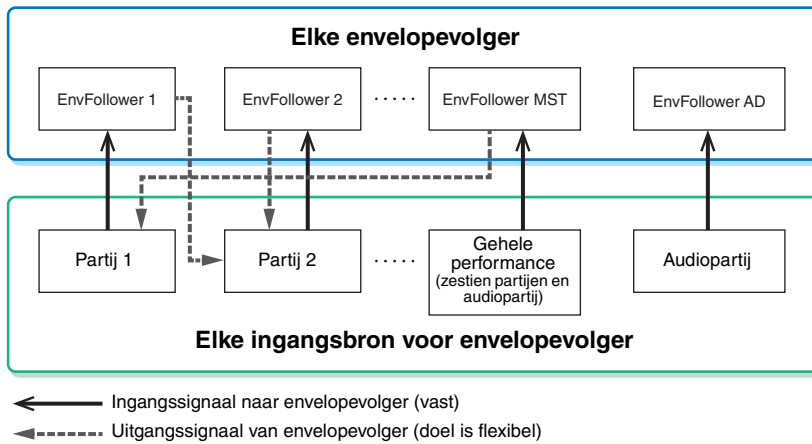 Elke envelopevolger
EnvFollower 1
EnvFollower 2
.....
EnvFollower MST
EnvFollower AD
Partij 1
Partij 2
.....
Gehele
performance
(zestien partijen en
audiopartij)
Audiopartij
Elke ingangsbron voor envelopevolger
Ingangssignaal naar envelopevolger (vast)
Uitgangssignaal van envelopevolger (doel is flexibel)